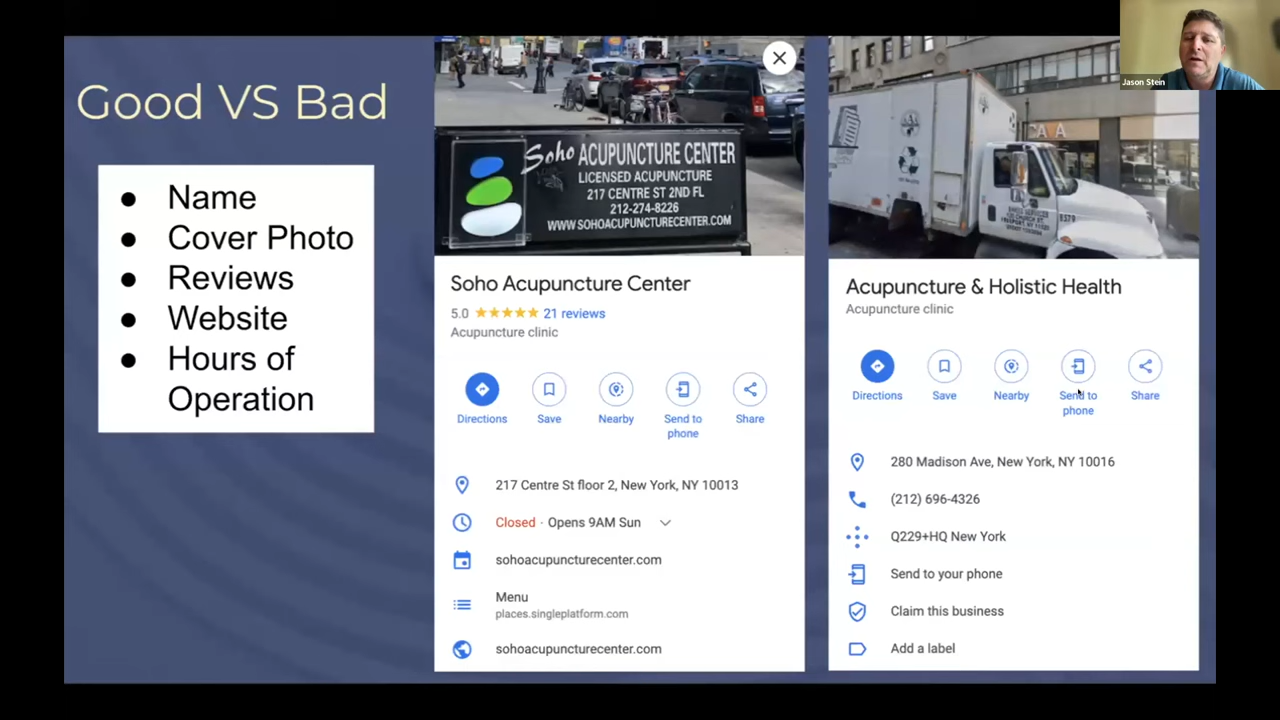 Jason Stein
Good VS Bad
Name
Cover Photo
Reviews
Website
Hours of
Operation
Soho ACUPUNCTURE CENTER
LICENSED ACUPUNCTURE
217 CENTRE ST 2ND FL
212-274-8226
WWW.SOHOACUPUNCTURECENTER.COM
Soho Acupuncture Center
5.0 21 reviews
Acupuncture clinic
Directions
Save
Nearby
Send to
phone
Share
217 Centre St floor 2, New York, NY 10013
Closed · Opens 9AM Sun
sohoacupuncturecenter.com
Menu
places.singleplatform.com
sohoacupuncturecenter.com
Acupuncture & Holistic Health
Acupuncture clinic
Directions
Save
Nearby
Send to
phone
Share
280 Madison Ave, New York, NY 10016
(212) 696-4326
Q229+HQ New York
Send to your phone
Claim this business
Add a label